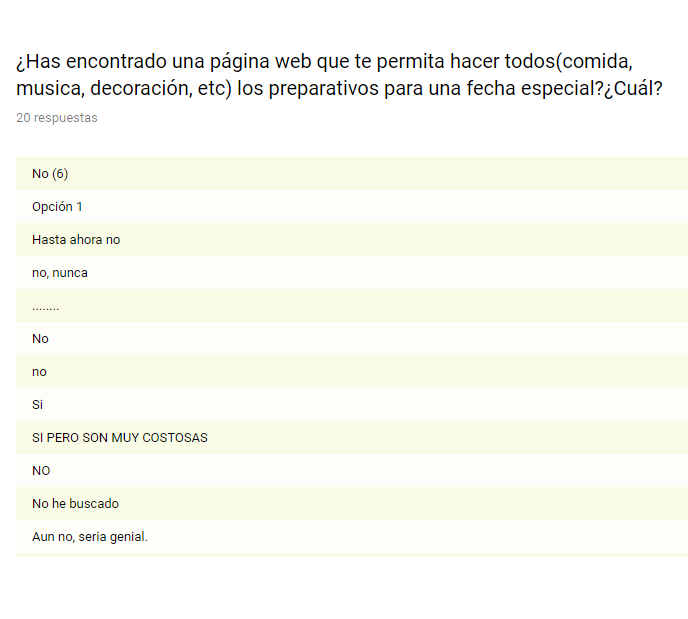 ¿Has encontrado una página web que te permita hacer todos(comida,
musica, decoración, etc) los preparativos para una fecha especial?¿Cuál?
20 respuestas
No (6)
Opción 1
Hasta ahora no
no, nunca
........
No
no
Si
SI PERO SON MUY COSTOSAS
NO
No he buscado
Aun no, seria genial.